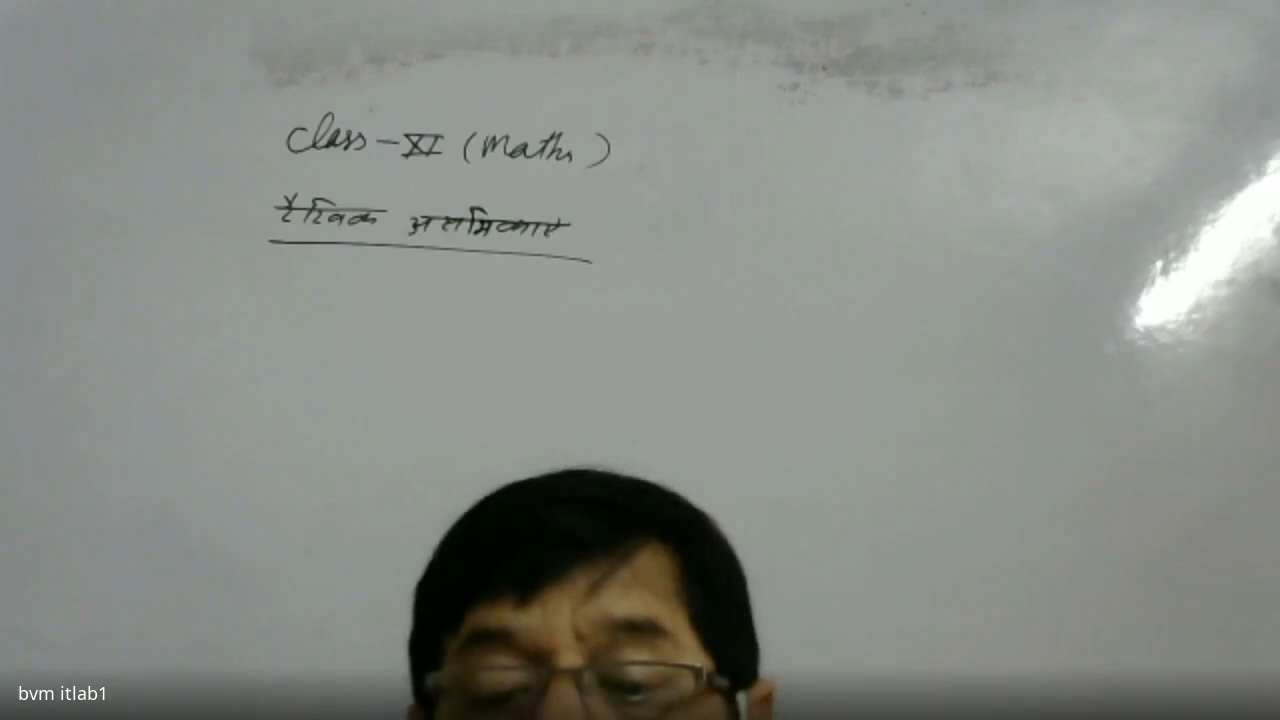 Class - XI (Maths)
रैखिक असमिकाएं
bvm itlab1